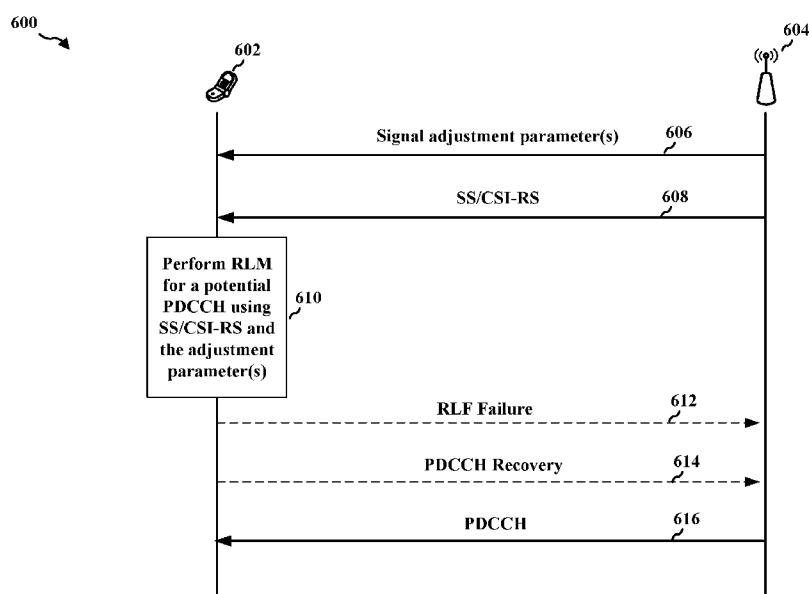 600
602
604
Signal adjustment parameter(s)
606
SS/CSI-RS
608
Perform RLM
for a potential
PDCCH using
SS/CSI-RS and
the adjustment
parameter(s)
610
RLF Failure
612
PDCCH Recovery
614
PDCCH
616